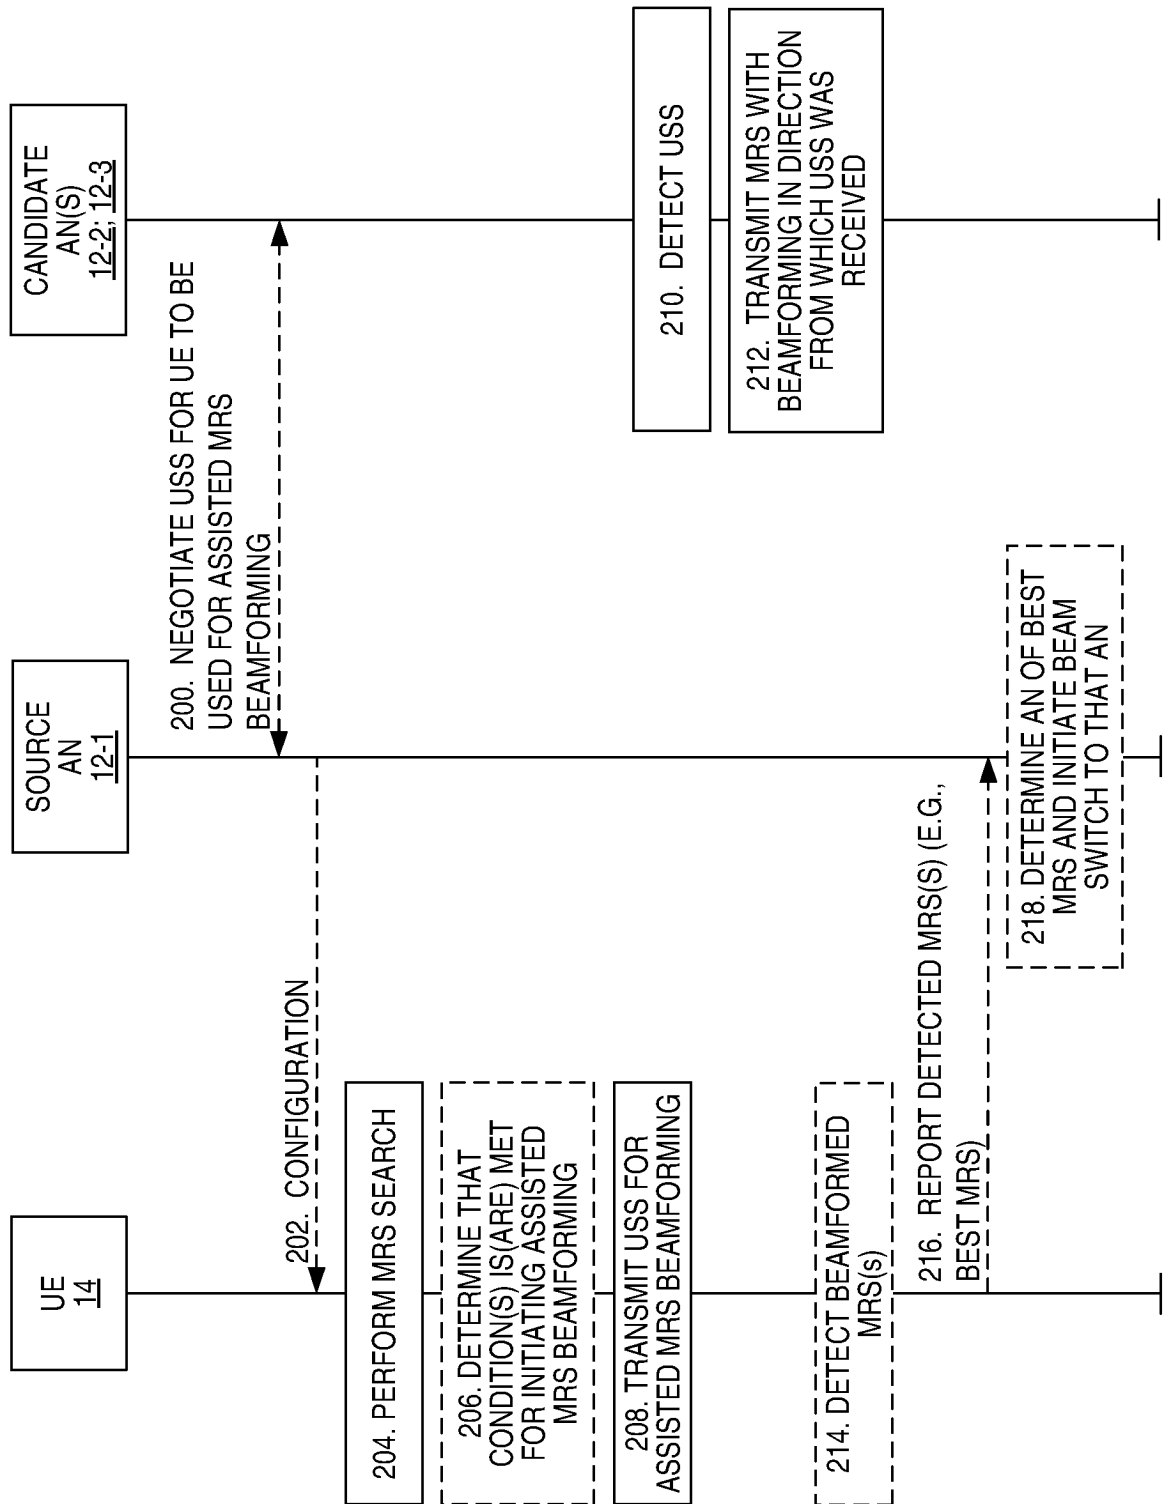 UE
14
SOURCE
AN
12-1
CANDIDATE
AN(S)
12-2; 12-3
200. NEGOTIATE USS FOR UE TO BE
USED FOR ASSISTED MRS
BEAMFORMING
202. CONFIGURATION
204. PERFORM MRS SEARCH
206. DETERMINE THAT
CONDITION(S) IS(ARE) MET
FOR INITIATING ASSISTED
MRS BEAMFORMING
208. TRANSMIT USS FOR
ASSISTED MRS BEAMFORMING
210. DETECT USS
212. TRANSMIT MRS WITH
BEAMFORMING IN DIRECTION
FROM WHICH USS WAS
RECEIVED
214. DETECT BEAMFORMED
MRS(s)
216. REPORT DETECTED MRS(S) (E.G.,
BEST MRS)
218. DETERMINE AN OF BEST
MRS AND INITIATE BEAM
SWITCH TO THAT AN